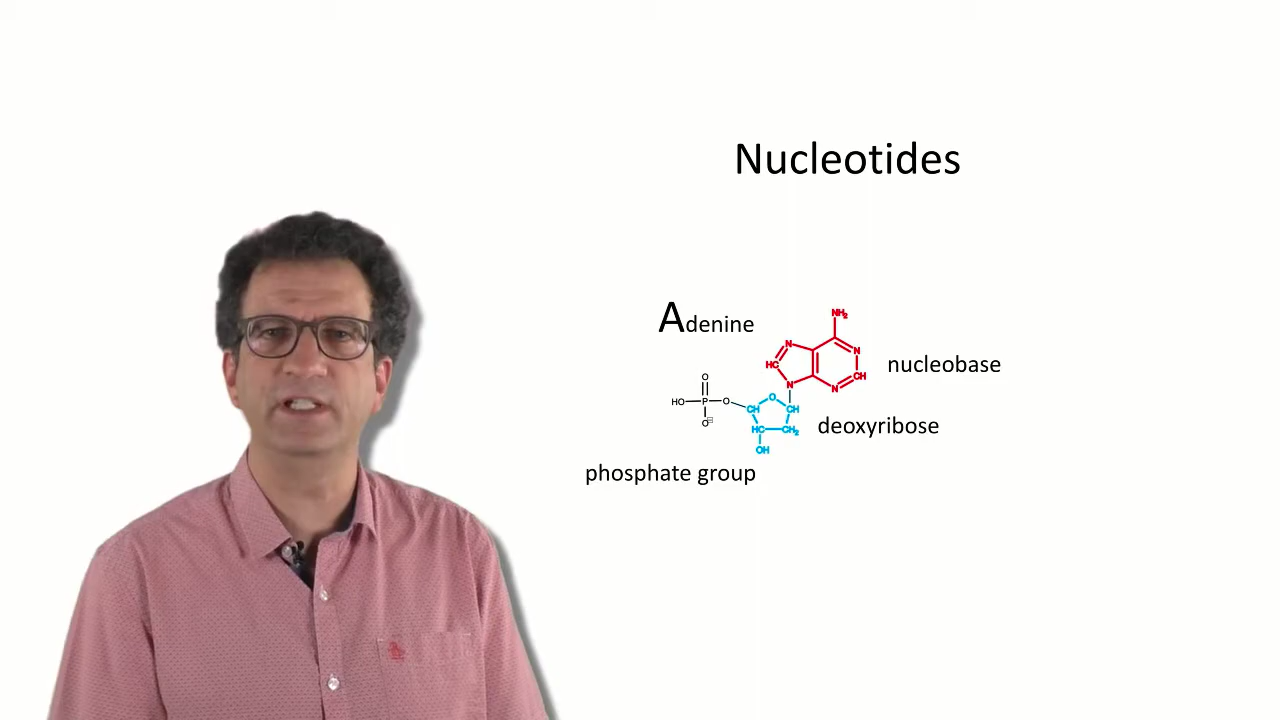 Nucleotides
Adenine
NH2
N
N
HC
CH
N
N
nucleobase
O
HO
P
O
O
O⊟
CH
CH
HC
CH2
OH
deoxyribose
phosphate group